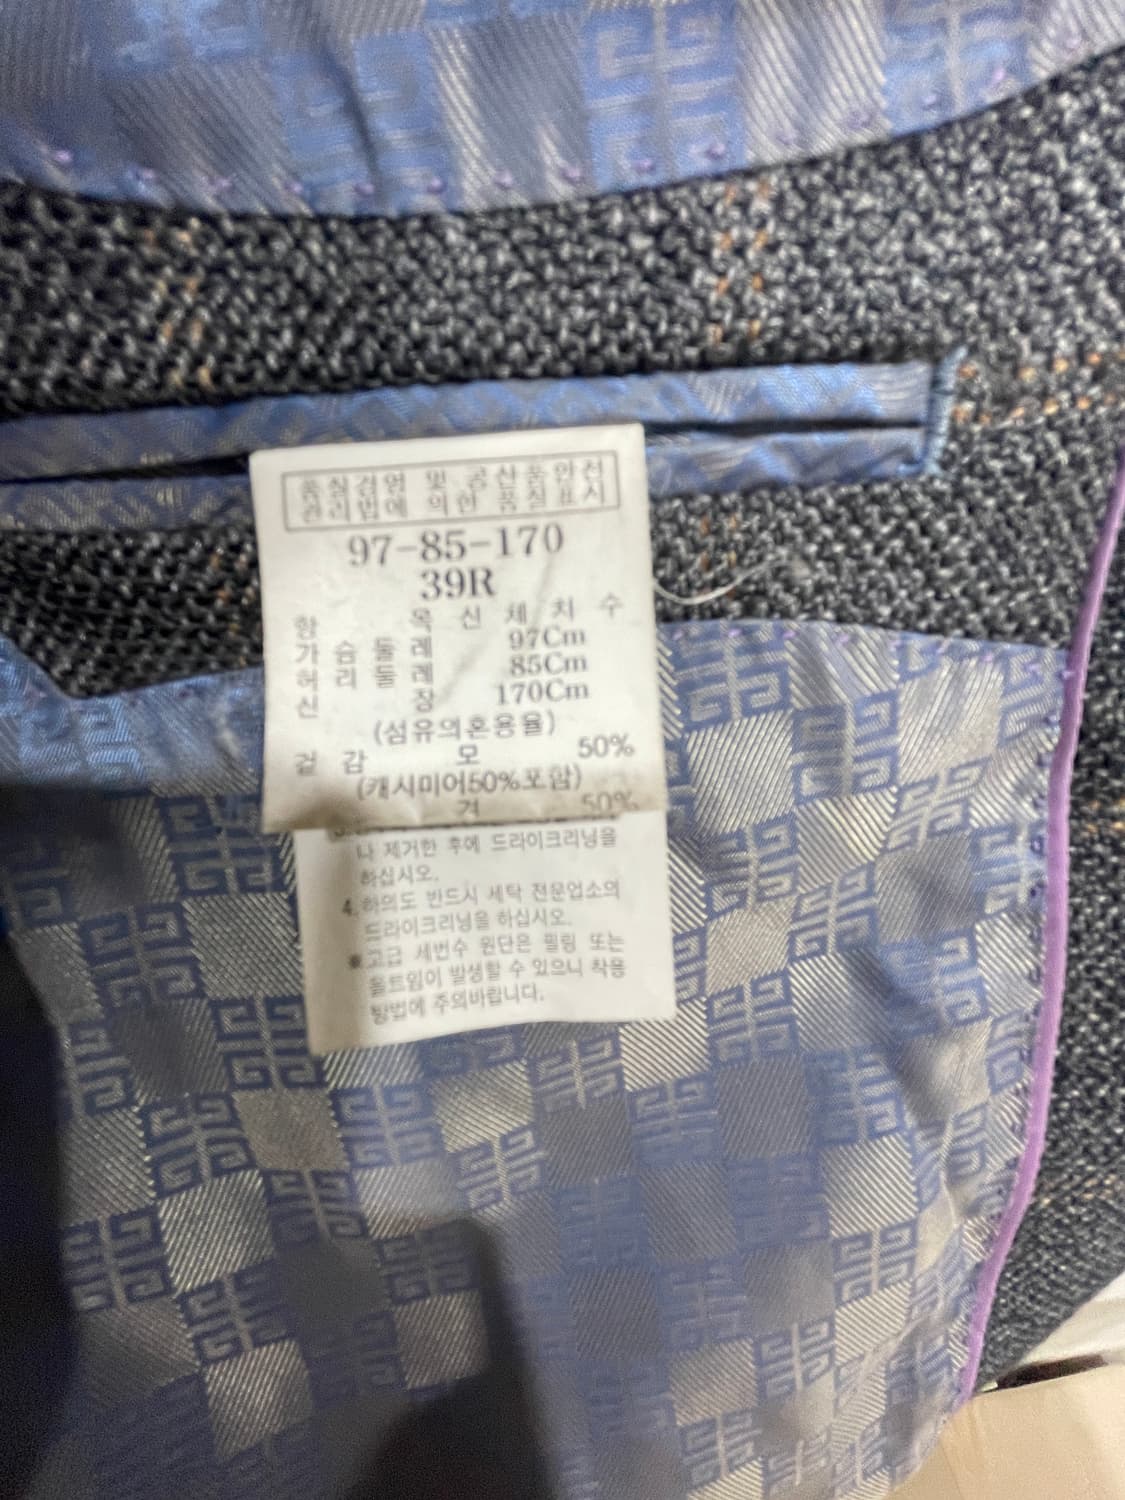 품질경영 및 공산품안전
관리법에 의한 품질표시
97-85-170
39R
항 목 신체치수
가슴둘레 97Cm
허리둘레 85Cm
신 장 170Cm
(섬유의혼용율)
겉감 모 50%
(캐시미어50%포함)
견 50%
나 제거한 후에 드라이크리닝을
하십시오.
4. 하의도 반드시 세탁 전문업소의
드라이크리닝을 하십시오.
※고급 세번수 원단은 필링 또는
올트임이 발생할 수 있으니 착용
방법에 주의바랍니다.